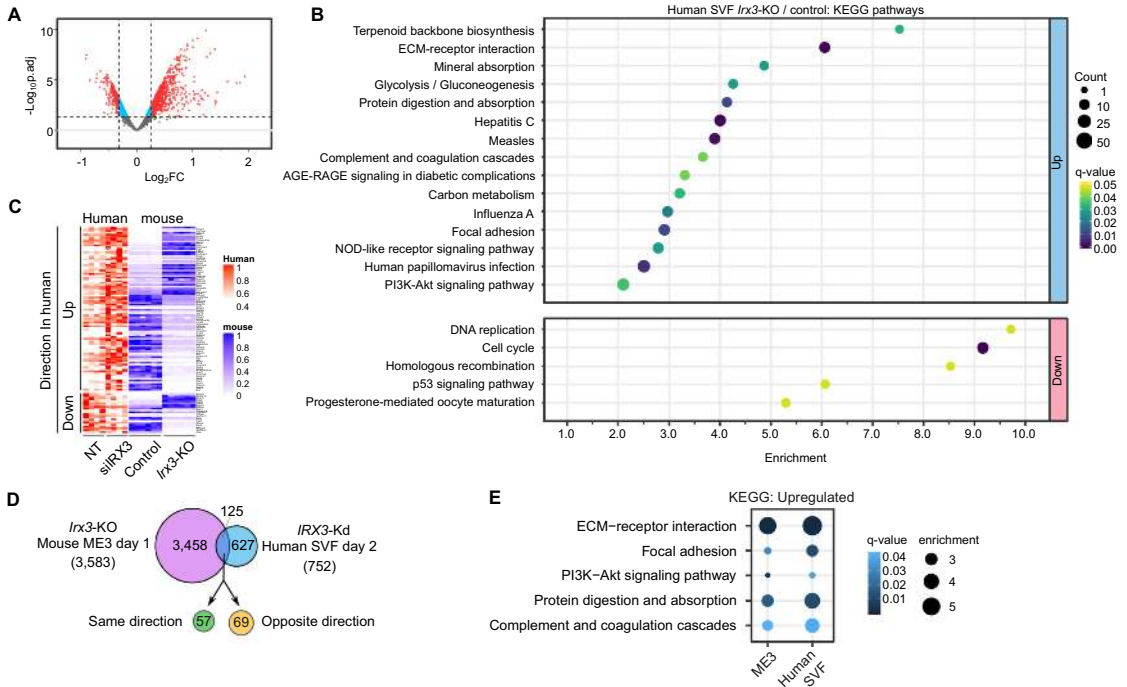 A
-Log10p.adj
10
5
0
-1
0
1
2
Log2FC
B
Human SVF Irx3-KO / control: KEGG pathways
Terpenoid backbone biosynthesis
ECM-receptor interaction
Mineral absorption
Glycolysis / Gluconeogenesis
Protein digestion and absorption
Hepatitis C
Measles
Complement and coagulation cascades
AGE-RAGE signaling in diabetic complications
Carbon metabolism
Influenza A
Focal adhesion
NOD-like receptor signaling pathway
Human papillomavirus infection
PI3K-Akt signaling pathway
Up
DNA replication
Cell cycle
Homologous recombination
p53 signaling pathway
Progesterone-mediated oocyte maturation
Down
1.0 2.0 3.0 4.0 5.0 6.0 7.0 8.0 9.0 10.0
Enrichment
Count
1
10
25
50
q-value
0.05
0.04
0.03
0.02
0.01
0.00
C
Human mouse
Direction In human
Up
Down
NT
siIRX3
Control
Irx3-KO
Human
1
0.8
0.6
0.4
mouse
1
0.8
0.6
0.4
0.2
0
D
Irx3-KO
Mouse ME3 day 1
(3,583)
3,458
125
627
IRX3-Kd
Human SVF day 2
(752)
Same direction
57
69
Opposite direction
E
KEGG: Upregulated
ECM-receptor interaction
Focal adhesion
PI3K-Akt signaling pathway
Protein digestion and absorption
Complement and coagulation cascades
ME3
Human
SVF
q-value
0.04
0.03
0.02
0.01
enrichment
3
4
5